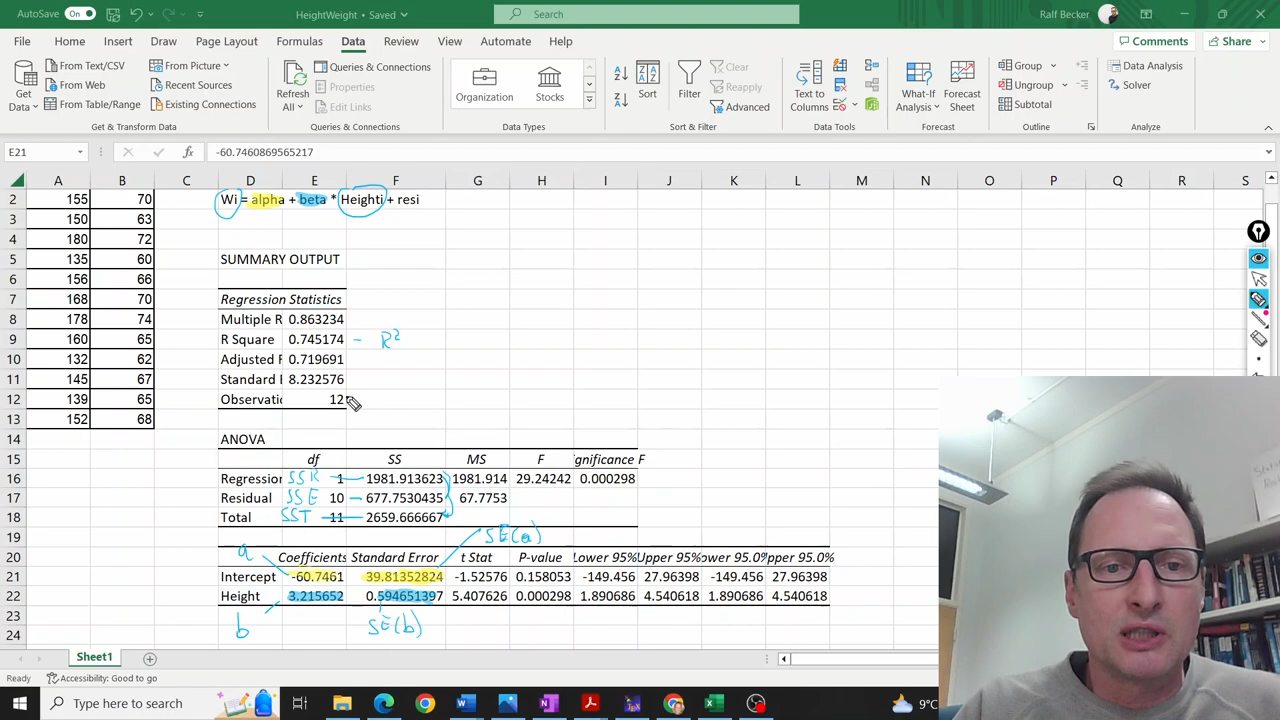 AutoSave On HeightWeight • Saved Search Ralf Becker
File Home Insert Draw Page Layout Formulas Data Review View Automate Help Comments Share
Get Data From Text/CSV From Picture Refresh All Queries & Connections Organization Stocks Sort Filter Clear Text to Columns What-If Analysis Forecast Sheet Group Data Analysis
From Web Recent Sources Properties Reapply Ungroup Solver
From Table/Range Existing Connections Edit Links Advanced Subtotal
Get & Transform Data Queries & Connections Data Types Sort & Filter Data Tools Forecast Outline Analyze
E21 fx -60.7460869565217
A B C D E F G H I J K L M N O P Q R S
2 155 70 Wi = alpha + beta * Heighti + resi
3 150 63
4 180 72
5 135 60 SUMMARY OUTPUT
6 156 66
7 168 70 Regression Statistics
8 178 74 Multiple R 0.863234
9 160 65 R Square 0.745174 - R²
10 132 62 Adjusted F 0.719691
11 145 67 Standard I 8.232576
12 139 65 Observatic 12
13 152 68
14 ANOVA
15 df SS MS F ignificance F
16 Regression SSR 1 1981.913623 1981.914 29.24242 0.000298
17 Residual SSE 10 677.7530435 67.7753
18 Total SST 11 2659.666667
19 SE(a)
20 a Coefficients Standard Error t Stat P-value Lower 95% Upper 95% ower 95.0% Upper 95.0%
21 Intercept -60.7461 39.81352824 -1.52576 0.158053 -149.456 27.96398 -149.456 27.96398
22 Height 3.215652 0.594651397 5.407626 0.000298 1.890686 4.540618 1.890686 4.540618
23 b SE(b)
24
Sheet1
Ready Accessibility: Good to go
Type here to search 9°C